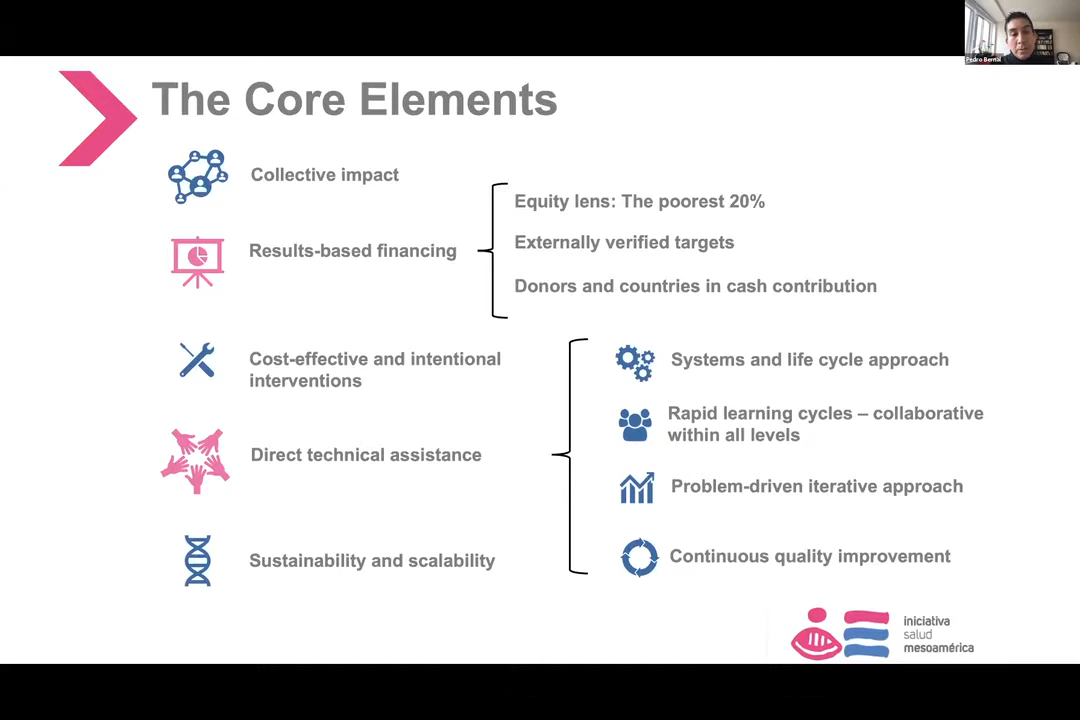 Pedro Bernal
The Core Elements
Collective impact
Results-based financing
Equity lens: The poorest 20%
Externally verified targets
Donors and countries in cash contribution
Cost-effective and intentional
interventions
Direct technical assistance
Sustainability and scalability
Systems and life cycle approach
Rapid learning cycles – collaborative
within all levels
Problem-driven iterative approach
Continuous quality improvement
iniciativa
salud
mesoamérica